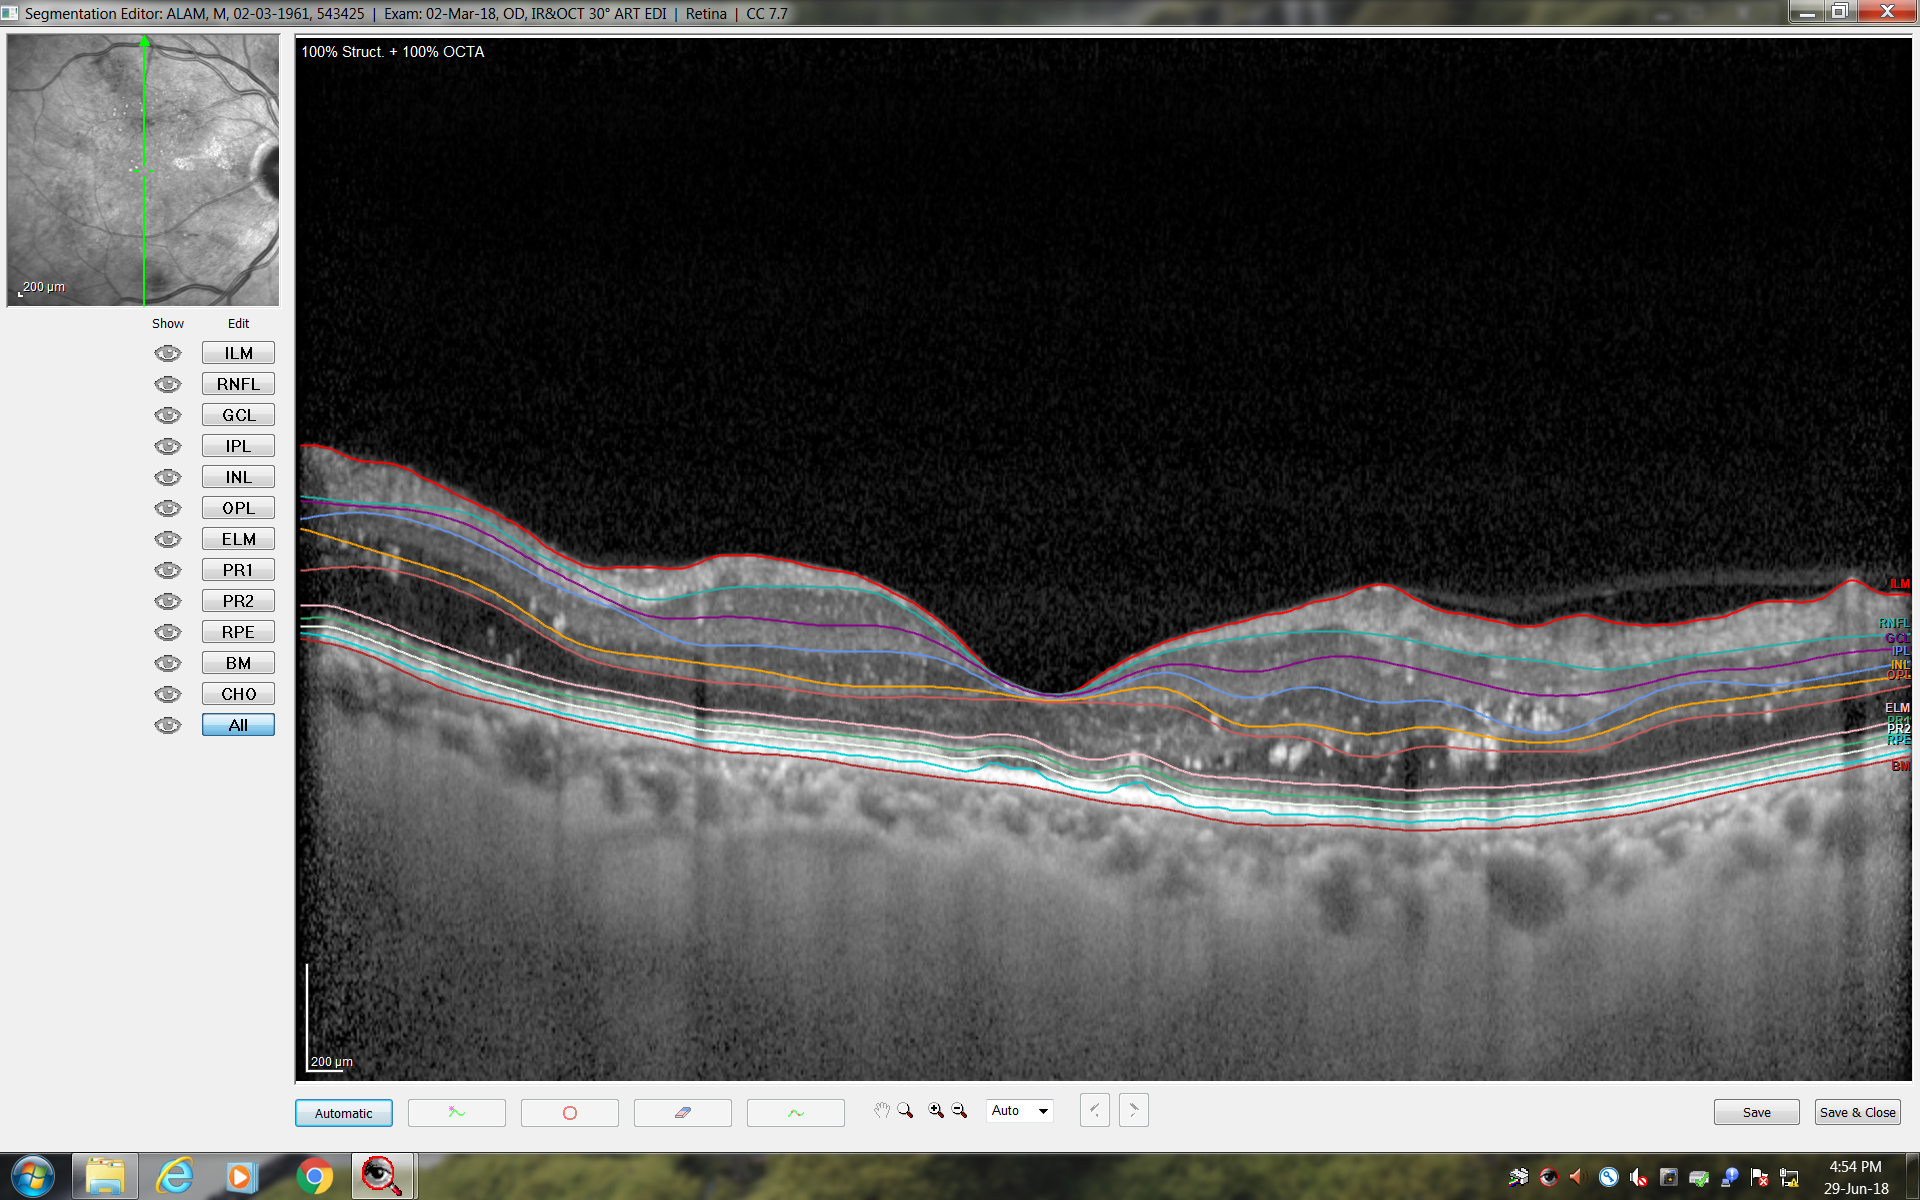 Segmentation Editor: ALAM, M, 02-03-1961, 543425 | Exam: 02-Mar-18, OD, IR&OCT 30° ART EDI | Retina | CC 7.7
100% Struct. + 100% OCTA
200 µm
Show Edit
ILM
RNFL
GCL
IPL
INL
OPL
ELM
PR1
PR2
RPE
BM
CHO
All
ILM
RNFL
GCL
IPL
INL
OPL
ELM
PR1
PR2
RPE
BM
200 µm
Automatic
Auto
Save
Save & Close
4:54 PM
29-Jun-18